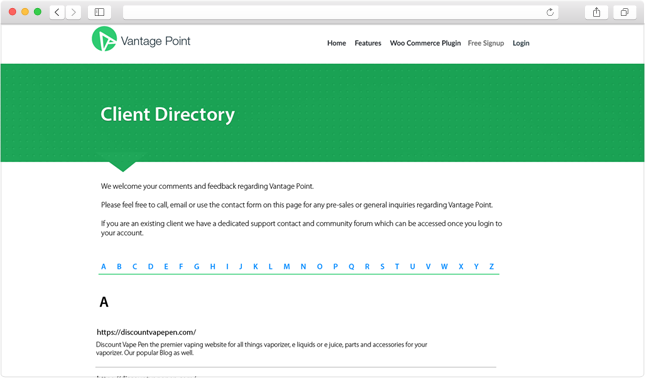 Vantage Point
Home Features Woo Commerce Plugin Free Signup Login
Client Directory
We welcome your comments and feedback regarding Vantage Point.
Please feel free to call, email or use the contact form on this page for any pre-sales or general inquiries regarding Vantage Point.
If you are an existing client we have a dedicated support contact and community forum which can be accessed once you login to
your account.
A B C D E F G H I J K L M N O P Q R S T U V W X Y Z
A
https://discountvapepen.com/
Discount Vape Pen the premier vaping website for all things vaporizer, e liquids or e juice, parts and accessories for your
vaporizer. Our popular Blog as well.